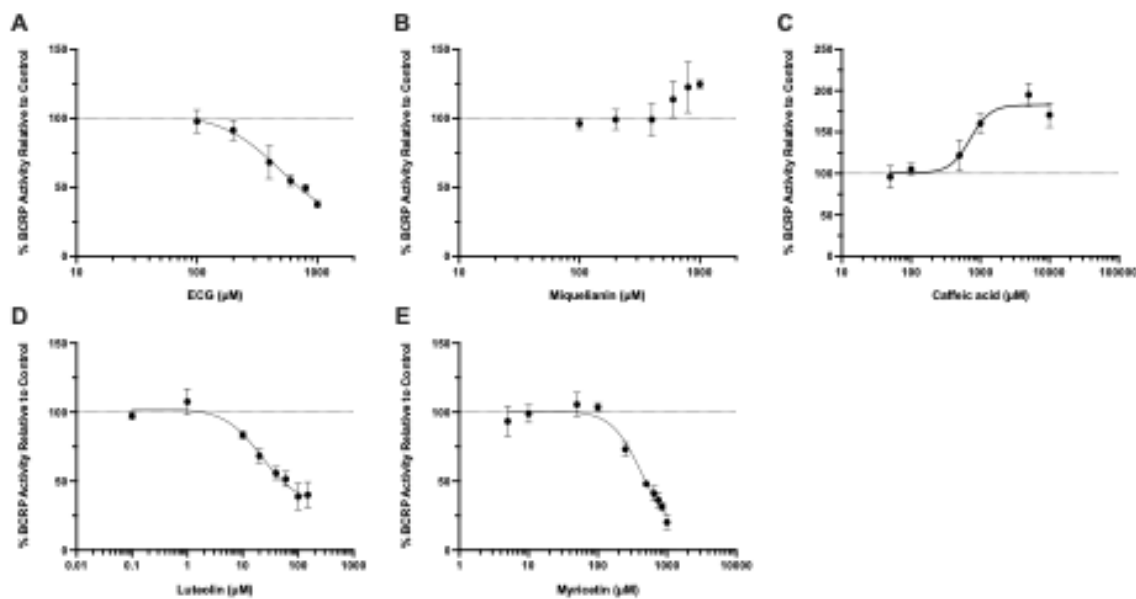 A
% BCRP Activity Relative to Control
150
100
50
0
10
100
1000
ECG (µM)
B
% BCRP Activity Relative to Control
150
100
50
0
10
100
1000
Miquelianin (µM)
C
% BCRP Activity Relative to Control
250
200
150
100
50
0
10
100
1000
10000
100000
Caffeic acid (µM)
D
% BCRP Activity Relative to Control
150
100
50
0
0.01
0.1
1
10
100
1000
Luteolin (µM)
E
% BCRP Activity Relative to Control
150
100
50
0
1
10
100
1000
10000
Myricetin (µM)